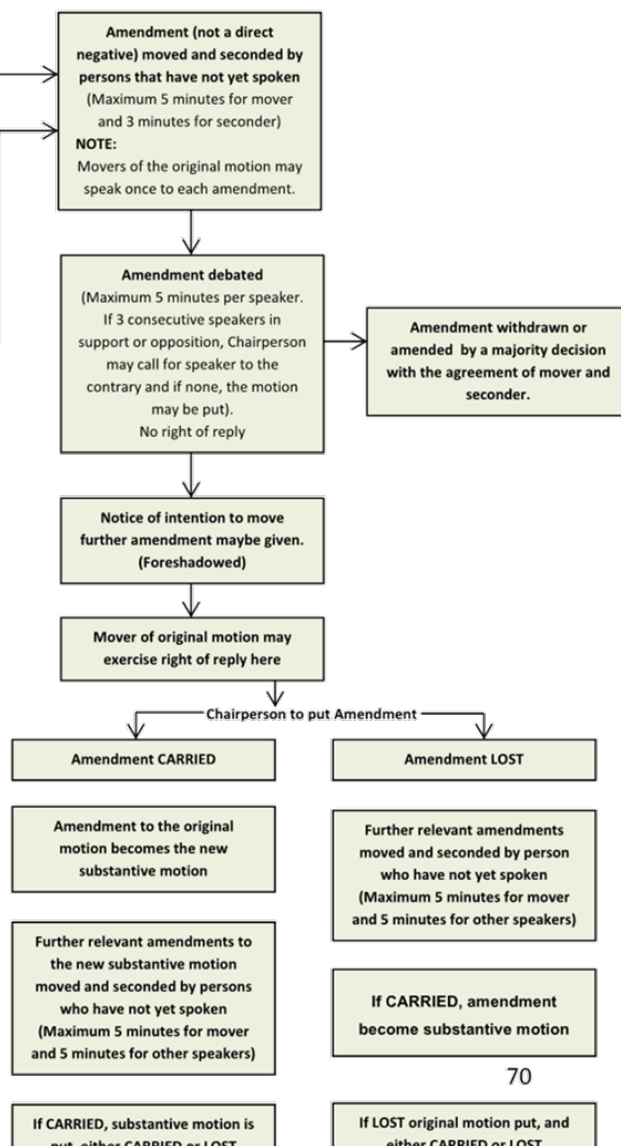 Amendment (not a direct
negative) moved and seconded by
persons that have not yet spoken
(Maximum 5 minutes for mover
and 3 minutes for seconder)
NOTE:
Movers of the original motion may
speak once to each amendment.
Amendment debated
(Maximum 5 minutes per speaker.
If 3 consecutive speakers in
support or opposition, Chairperson
may call for speaker to the
contrary and if none, the motion
may be put).
No right of reply
Amendment withdrawn or
amended by a majority decision
with the agreement of mover and
seconder.
Notice of intention to move
further amendment maybe given.
(Foreshadowed)
Mover of original motion may
exercise right of reply here
Chairperson to put Amendment
Amendment CARRIED
Amendment to the original
motion becomes the new
substantive motion
Further relevant amendments to
the new substantive motion
moved and seconded by persons
who have not yet spoken
(Maximum 5 minutes for mover
and 5 minutes for other speakers)
If CARRIED, substantive motion is
put, either CARRIED or LOST
Amendment LOST
Further relevant amendments
moved and seconded by person
who have not yet spoken
(Maximum 5 minutes for mover
and 5 minutes for other speakers)
If CARRIED, amendment
become substantive motion
70
If LOST original motion put, and
either CARRIED or LOST